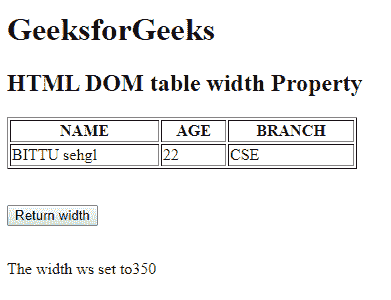 GeeksforGeeks
HTML DOM table width Property
NAME AGE BRANCH
BITTU sehgl 22 CSE
Return width
The width ws set to350